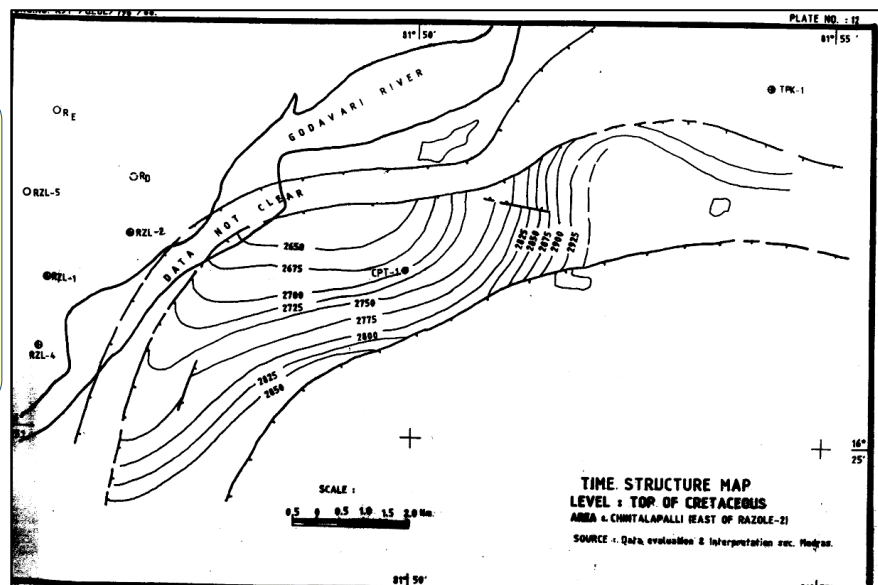 PLATE NO. : 12
81° 50'
81° 55'
TPK-1
RE
GODAVARI RIVER
RD
RZL-5
DATA NOT CLEAR
RZL-2
2650
2675
CPT-1
2700
2725
2750
2775
2800
2825
2850
2825
2850
2875
2900
2925
RZL-1
RZL-4
16°
25'
SCALE :
0.5 0 0.5 1.0 1.5 2.0 Km.
TIME STRUCTURE MAP
LEVEL : TOP OF CRETACEOUS
AREA : CHINTALAPALLI (EAST OF RAZOLE-2)
SOURCE : Data evaluation & Interpretation sec. Madras.
81° 50'